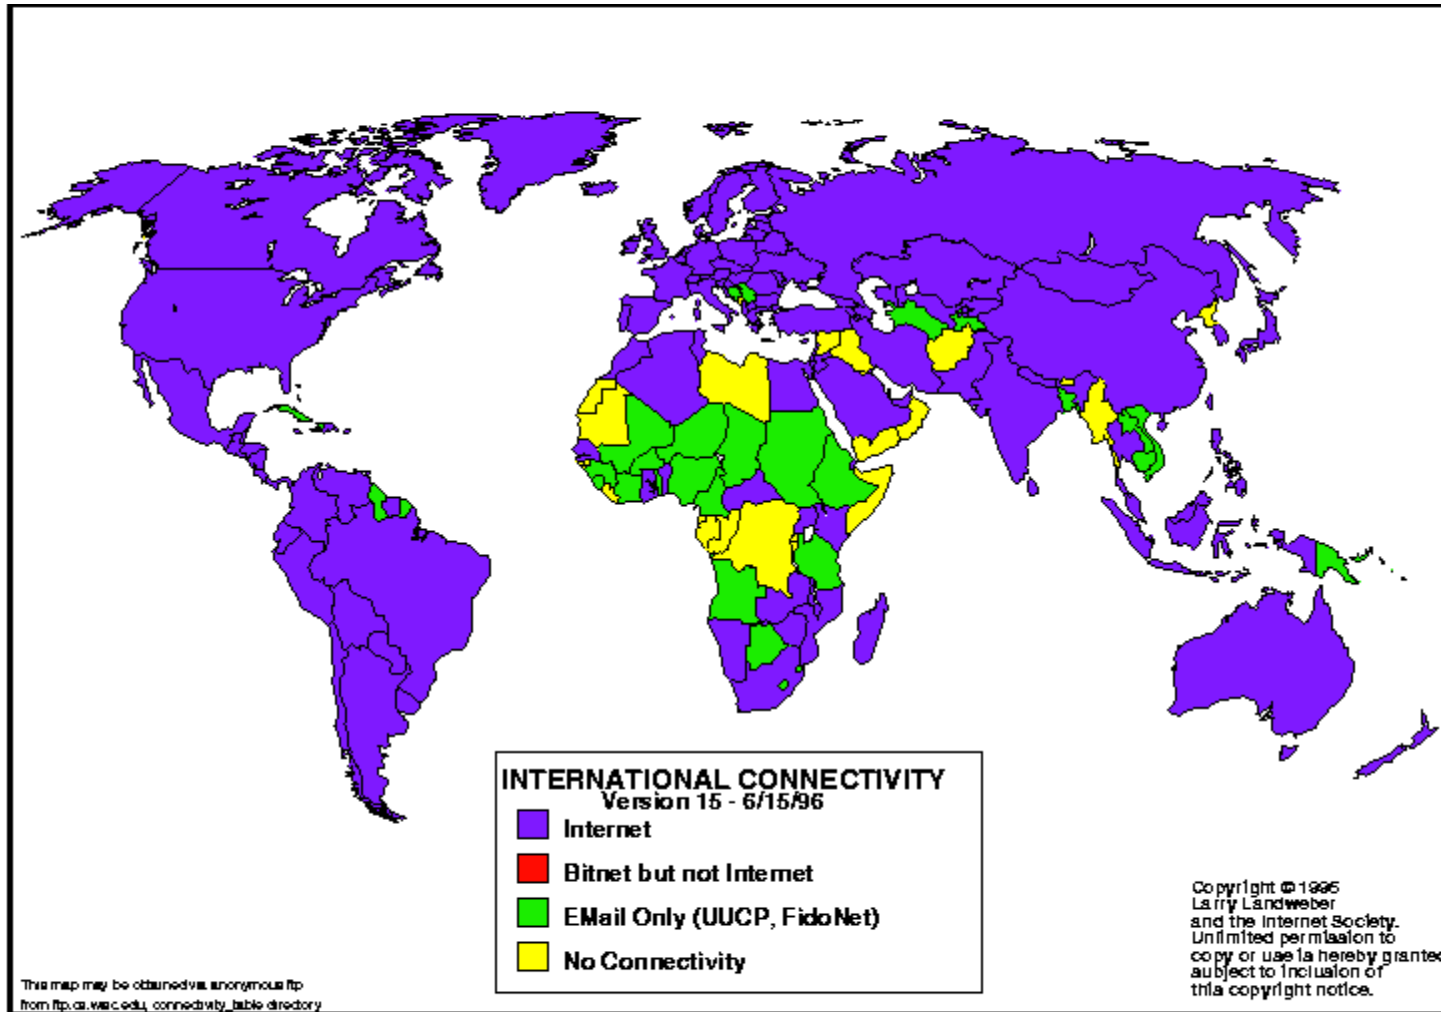 INTERNATIONAL CONNECTIVITY
Version 15 - 6/15/96
Internet
Bitnet but not Internet
EMail Only (UUCP, FidoNet)
No Connectivity
Copyright © 1995
Larry Landweber
and the Internet Society.
Unlimited permission to
copy or use is hereby granted
subject to inclusion of
this copyright notice.
This map may be obtained via anonymous ftp
from ftp.cs.wisc.edu, connectivity_table directory